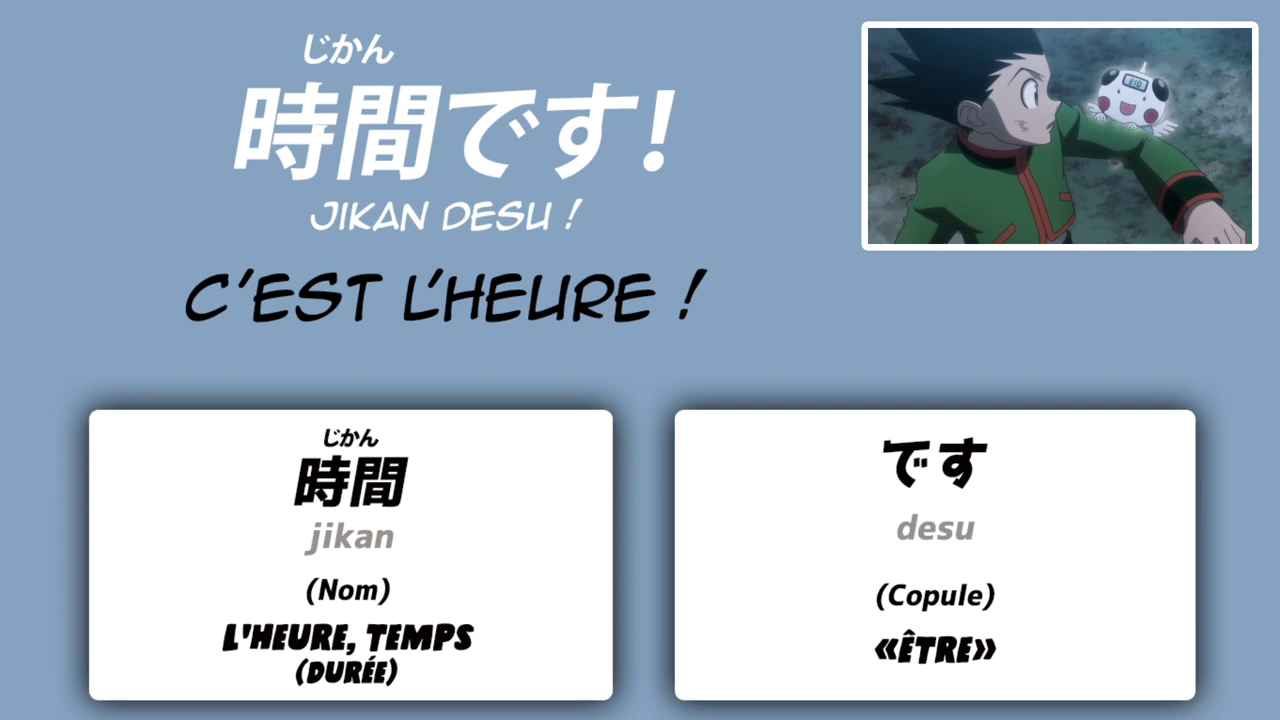 じかん
時間です!
JIKAN DESU !
C'EST L'HEURE !
じかん
時間
jikan
(Nom)
L'HEURE, TEMPS
(DURÉE)
です
desu
(Copule)
«ÊTRE»